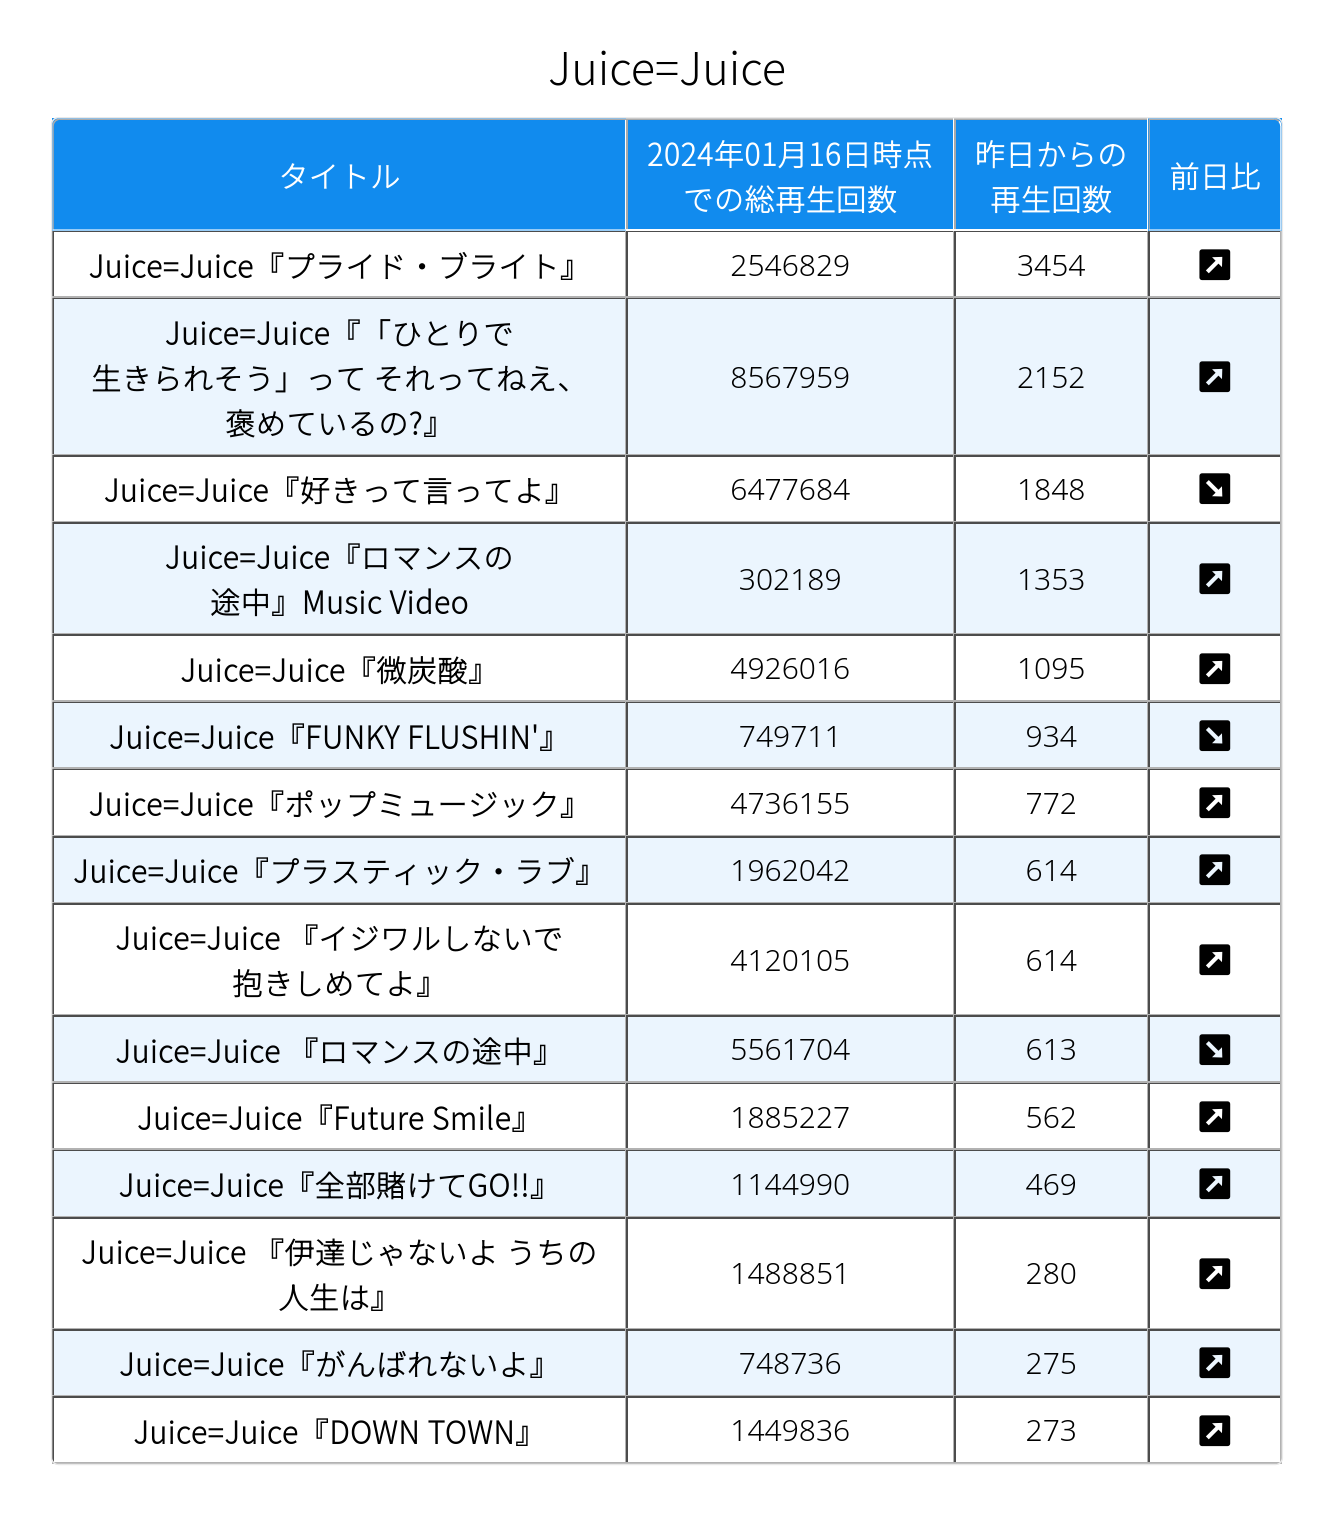 Juice=Juice
タイトル
2024年01月16日時点
での総再生回数
昨日からの
再生回数
前日比
Juice=Juice『プライド・ブライト』
2546829
3454
Juice=Juice『「ひとりで
生きられそう」って それってねえ、
褒めているの?』
8567959
2152
Juice=Juice『好きって言ってよ』
6477684
1848
Juice=Juice『ロマンスの
途中』Music Video
302189
1353
Juice=Juice『微炭酸』
4926016
1095
Juice=Juice『FUNKY FLUSHIN'』
749711
934
Juice=Juice『ポップミュージック』
4736155
772
Juice=Juice『プラスティック・ラブ』
1962042
614
Juice=Juice 『イジワルしないで
抱きしめてよ』
4120105
614
Juice=Juice 『ロマンスの途中』
5561704
613
Juice=Juice『Future Smile』
1885227
562
Juice=Juice『全部賭けてGO!!』
1144990
469
Juice=Juice 『伊達じゃないよ うちの
人生は』
1488851
280
Juice=Juice『がんばれないよ』
748736
275
Juice=Juice『DOWN TOWN』
1449836
273